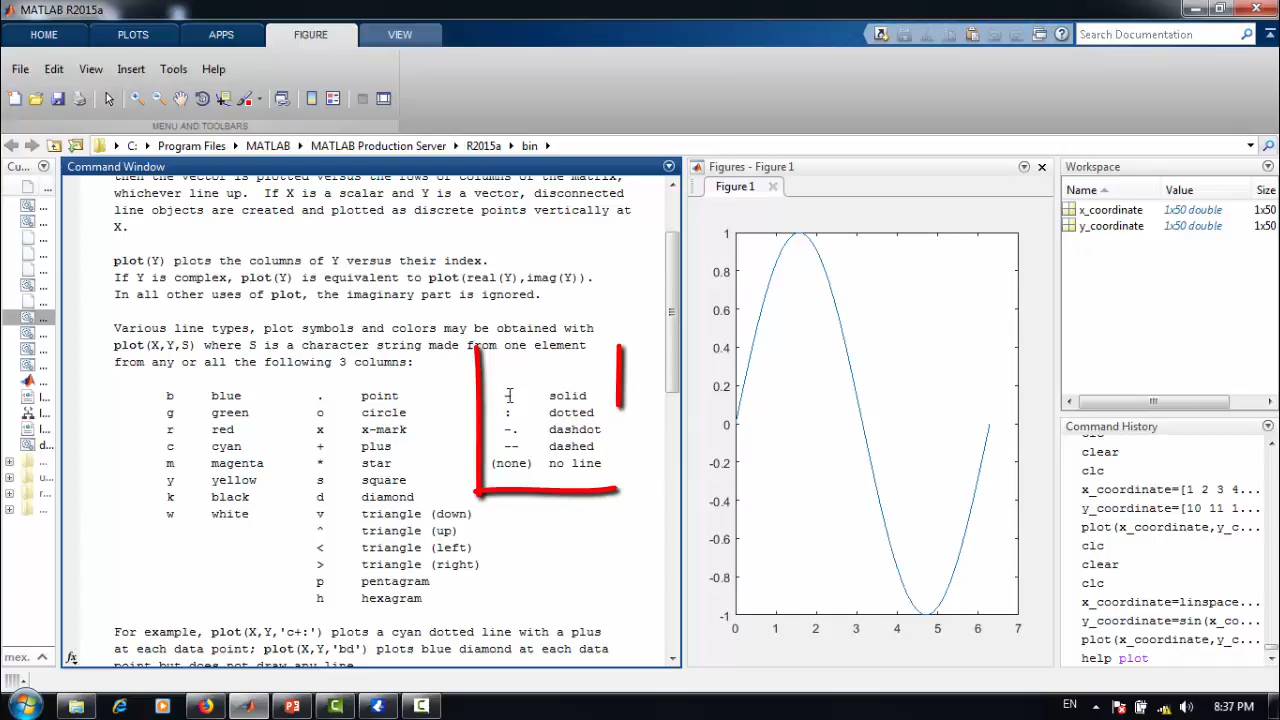 MATLAB R2015a
HOME PLOTS APPS FIGURE VIEW
Search Documentation
File Edit View Insert Tools Help
MENU AND TOOLBARS
C: Program Files MATLAB MATLAB Production Server R2015a bin
Cu...
Command Window
whichever line up.  If X is a scalar and Y is a vector, disconnected
line objects are created and plotted as discrete points vertically at
X.
plot(Y) plots the columns of Y versus their index.
If Y is complex, plot(Y) is equivalent to plot(real(Y),imag(Y)).
In all other uses of plot, the imaginary part is ignored.
Various line types, plot symbols and colors may be obtained with
plot(X,Y,S) where S is a character string made from one element
from any or all the following 3 columns:
b blue . point - solid
g green o circle : dotted
r red x x-mark -. dashdot
c cyan + plus -- dashed
m magenta * star (none) no line
y yellow s square
k black d diamond
w white v triangle (down)
^ triangle (up)
< triangle (left)
> triangle (right)
p pentagram
h hexagram
For example, plot(X,Y,'c+:') plots a cyan dotted line with a plus
at each data point; plot(X,Y,'bd') plots blue diamond at each data
point but does not draw any line.
fx
mex.
Figures - Figure 1
Figure 1
1
0.8
0.6
0.4
0.2
0
-0.2
-0.4
-0.6
-0.8
-1
0 1 2 3 4 5 6 7
Workspace
Name Value Size
x_coordinate 1x50 double 1x50
y_coordinate 1x50 double 1x50
Command History
clc
clear
clc
x_coordinate=[1 2 3 4...
y_coordinate=[10 11 1...
plot(x_coordinate,y_c...
clc
clear
clc
x_coordinate=linspace...
y_coordinate=sin(x_co...
plot(x_coordinate,y_c...
help plot
EN 8:37 PM